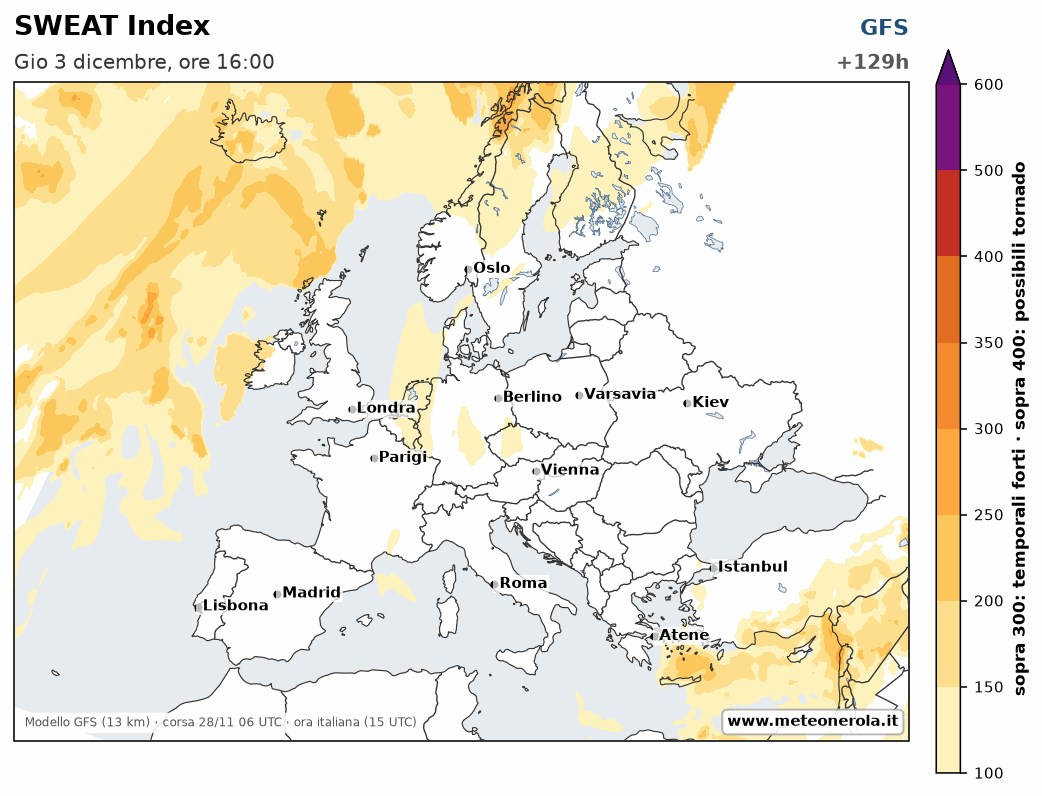 SWEAT Index
GFS
Gio 3 dicembre, ore 16:00
+129h
Oslo
Londra
Berlino
Varsavia
Kiev
Parigi
Vienna
Istanbul
Roma
Madrid
Lisbona
Atene
Modello GFS (13 km) · corsa 28/11 06 UTC · ora italiana (15 UTC)
www.meteonerola.it
600
500
400
350
300
250
200
150
100
sopra 300: temporali forti · sopra 400: possibili tornado